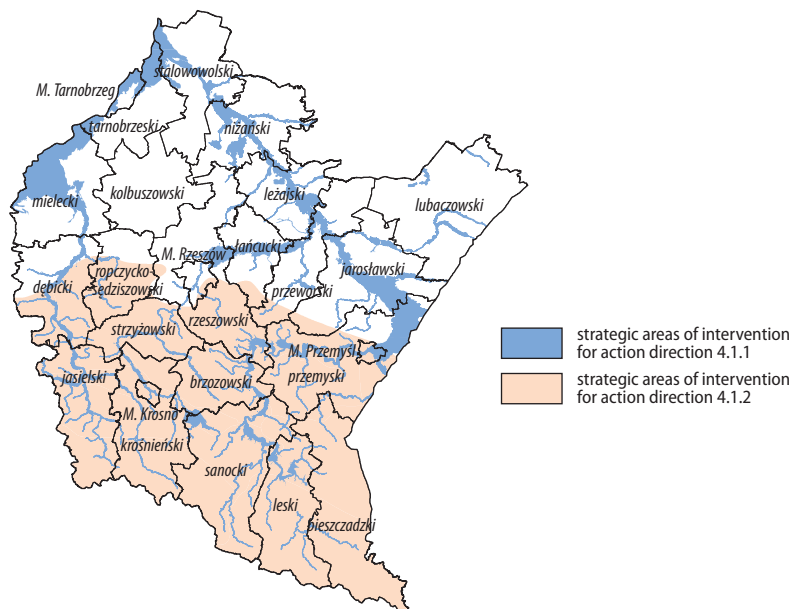 stalowowolski
M. Tarnobrzeg
tarnobrzeski
niżański
kolbuszowski
mielecki
leżajski
lubaczowski
M. Rzeszów
łańcucki
ropczycko-
sędziszowski
dębicki
jarosławski
przeworski
rzeszowski
strzyżowski
M. Przemyśl
przemyski
jasielski
brzozowski
M. Krosno
krośnieński
sanocki
leski
bieszczadzki
strategic areas of intervention
for action direction 4.1.1
strategic areas of intervention
for action direction 4.1.2